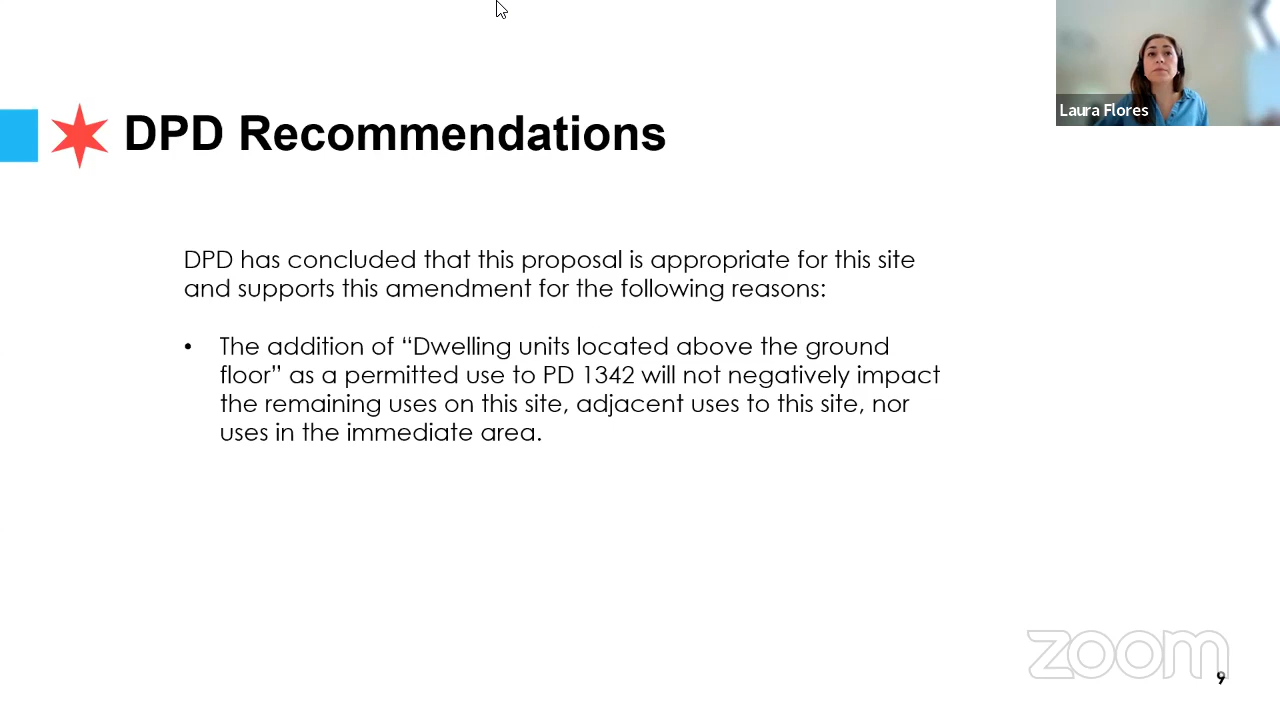 Laura Flores
DPD Recommendations
DPD has concluded that this proposal is appropriate for this site
and supports this amendment for the following reasons:
• The addition of “Dwelling units located above the ground
floor” as a permitted use to PD 1342 will not negatively impact
the remaining uses on this site, adjacent uses to this site, nor
uses in the immediate area.
zoom
9